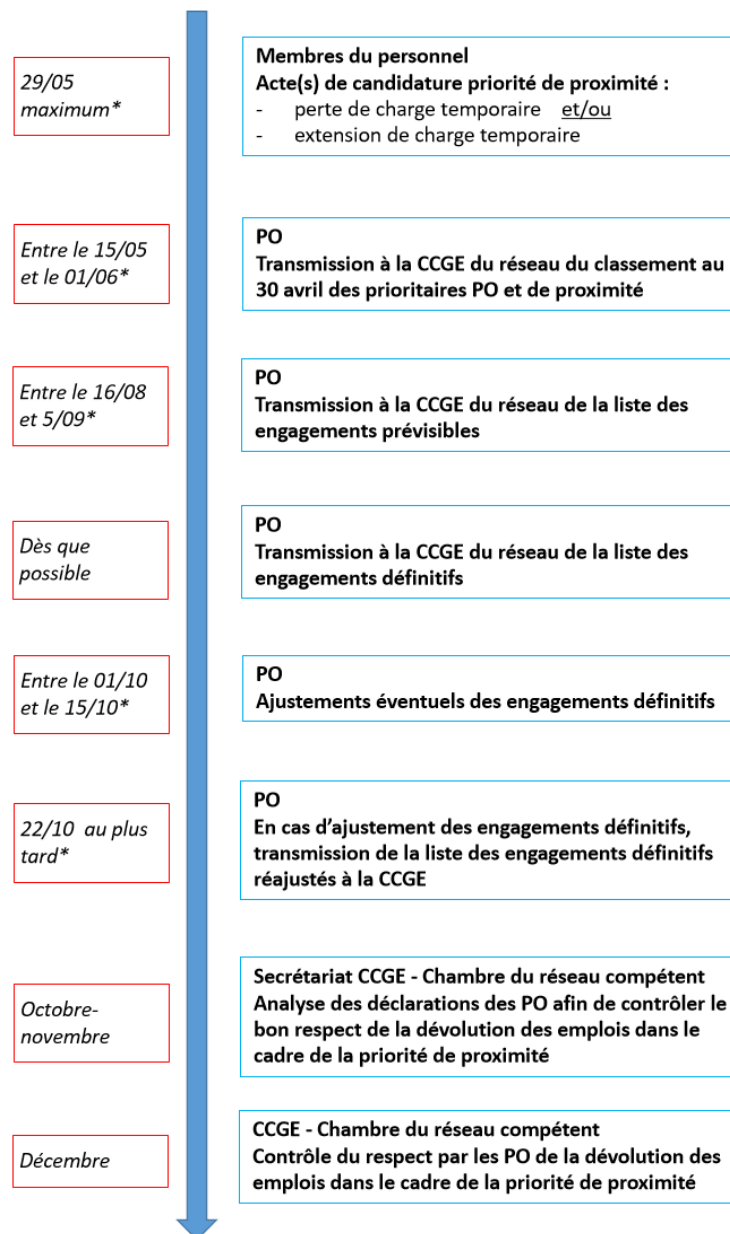 29/05
maximum*
Membres du personnel
Acte(s) de candidature priorité de proximité :
- perte de charge temporaire et/ou
- extension de charge temporaire
Entre le 15/05
et le 01/06*
PO
Transmission à la CCGE du réseau du classement au
30 avril des prioritaires PO et de proximité
Entre le 16/08
et 5/09*
PO
Transmission à la CCGE du réseau de la liste des
engagements prévisibles
Dès que
possible
PO
Transmission à la CCGE du réseau de la liste des
engagements définitifs
Entre le 01/10
et le 15/10*
PO
Ajustements éventuels des engagements définitifs
22/10 au plus
tard*
PO
En cas d’ajustement des engagements définitifs,
transmission de la liste des engagements définitifs
réajustés à la CCGE
Octobre-
novembre
Secrétariat CCGE - Chambre du réseau compétent
Analyse des déclarations des PO afin de contrôler le
bon respect de la dévolution des emplois dans le
cadre de la priorité de proximité
Décembre
CCGE - Chambre du réseau compétent
Contrôle du respect par les PO de la dévolution des
emplois dans le cadre de la priorité de proximité